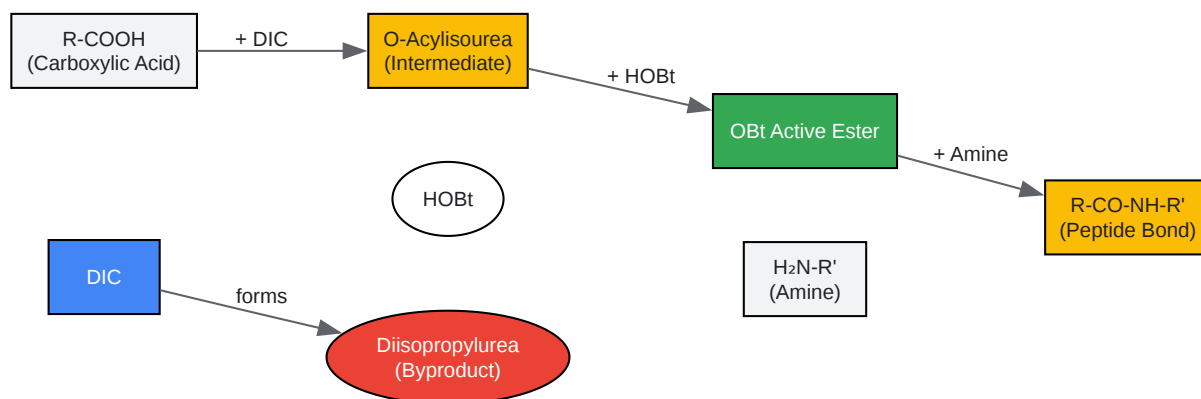 R-COOH
(Carboxylic Acid)
+ DIC
O-Acylisourea
(Intermediate)
+ HOBt
OBt Active Ester
+ Amine
R-CO-NH-R'
(Peptide Bond)
HOBt
H₂N-R'
(Amine)
DIC
forms
Diisopropylurea
(Byproduct)